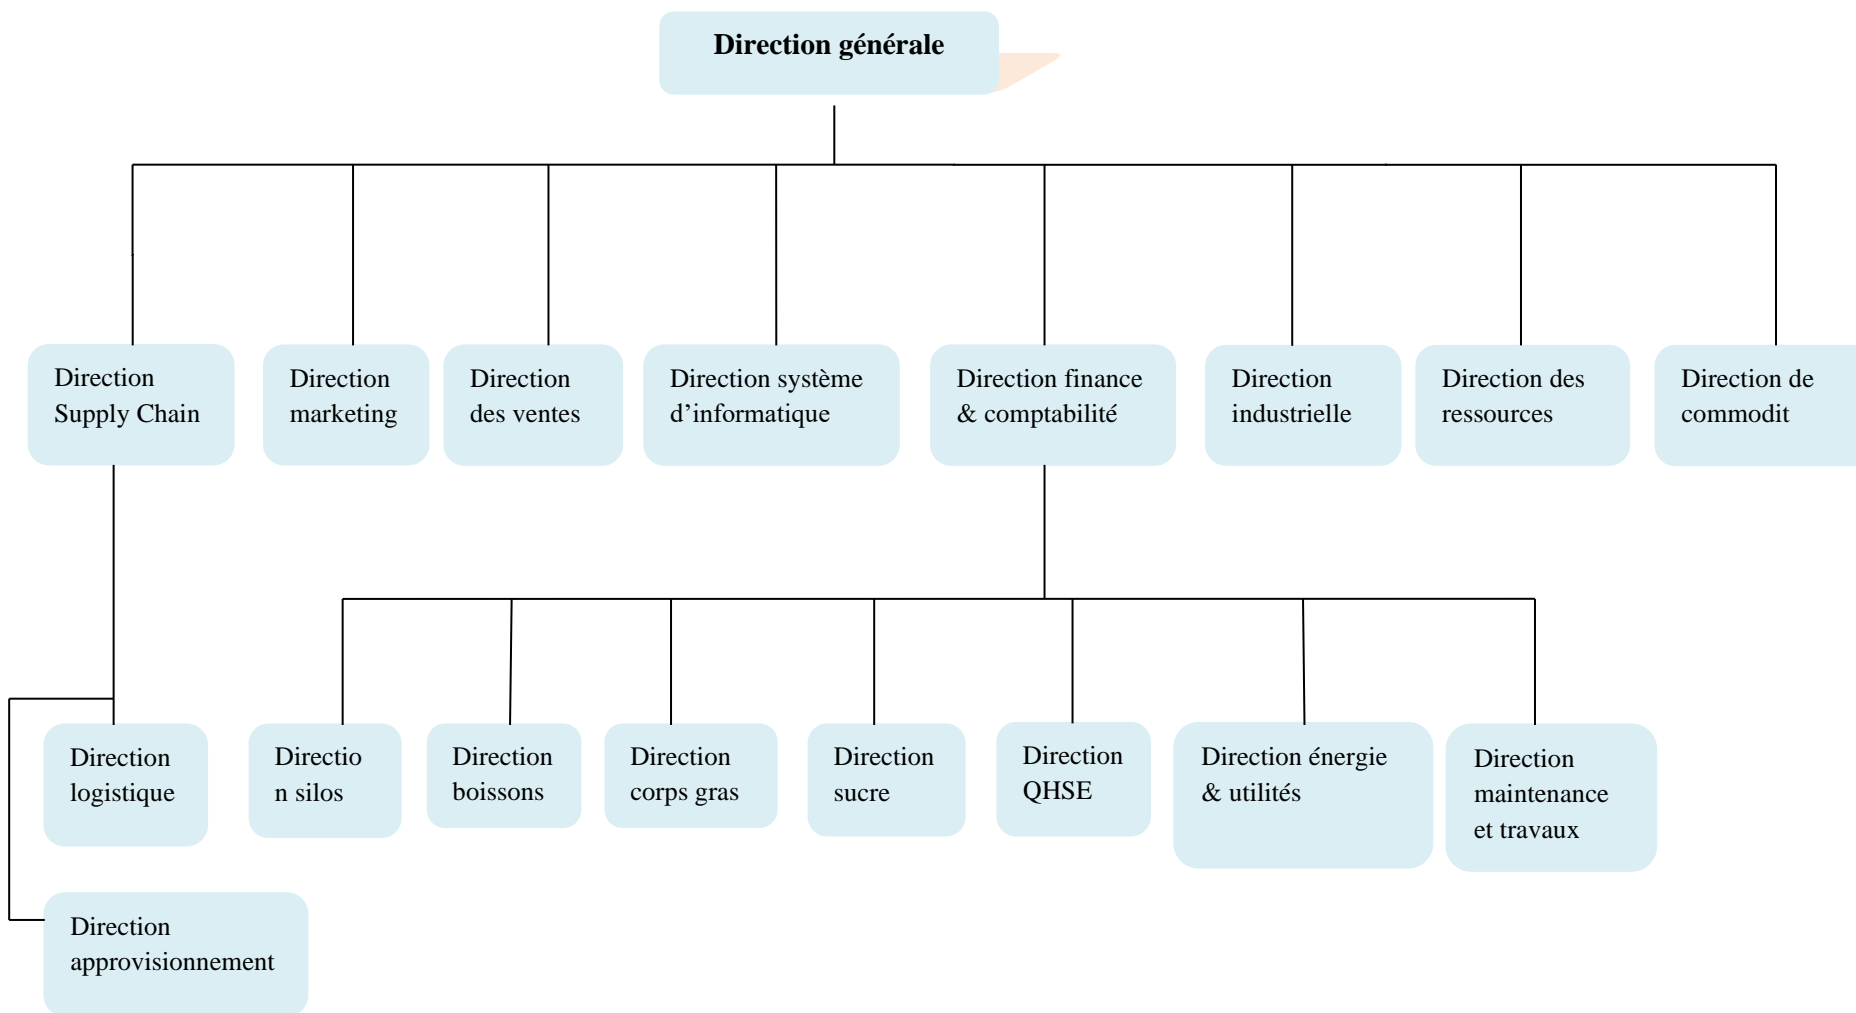 Direction générale
Direction
Supply Chain
Direction
marketing
Direction
des ventes
Direction système
d’informatique
Direction finance
& comptabilité
Direction
industrielle
Direction des
ressources
Direction de
commodit
Direction
logistique
Directio
n silos
Direction
boissons
Direction
corps gras
Direction
sucre
Direction
QHSE
Direction énergie
& utilités
Direction
maintenance
et travaux
Direction
approvisionnement